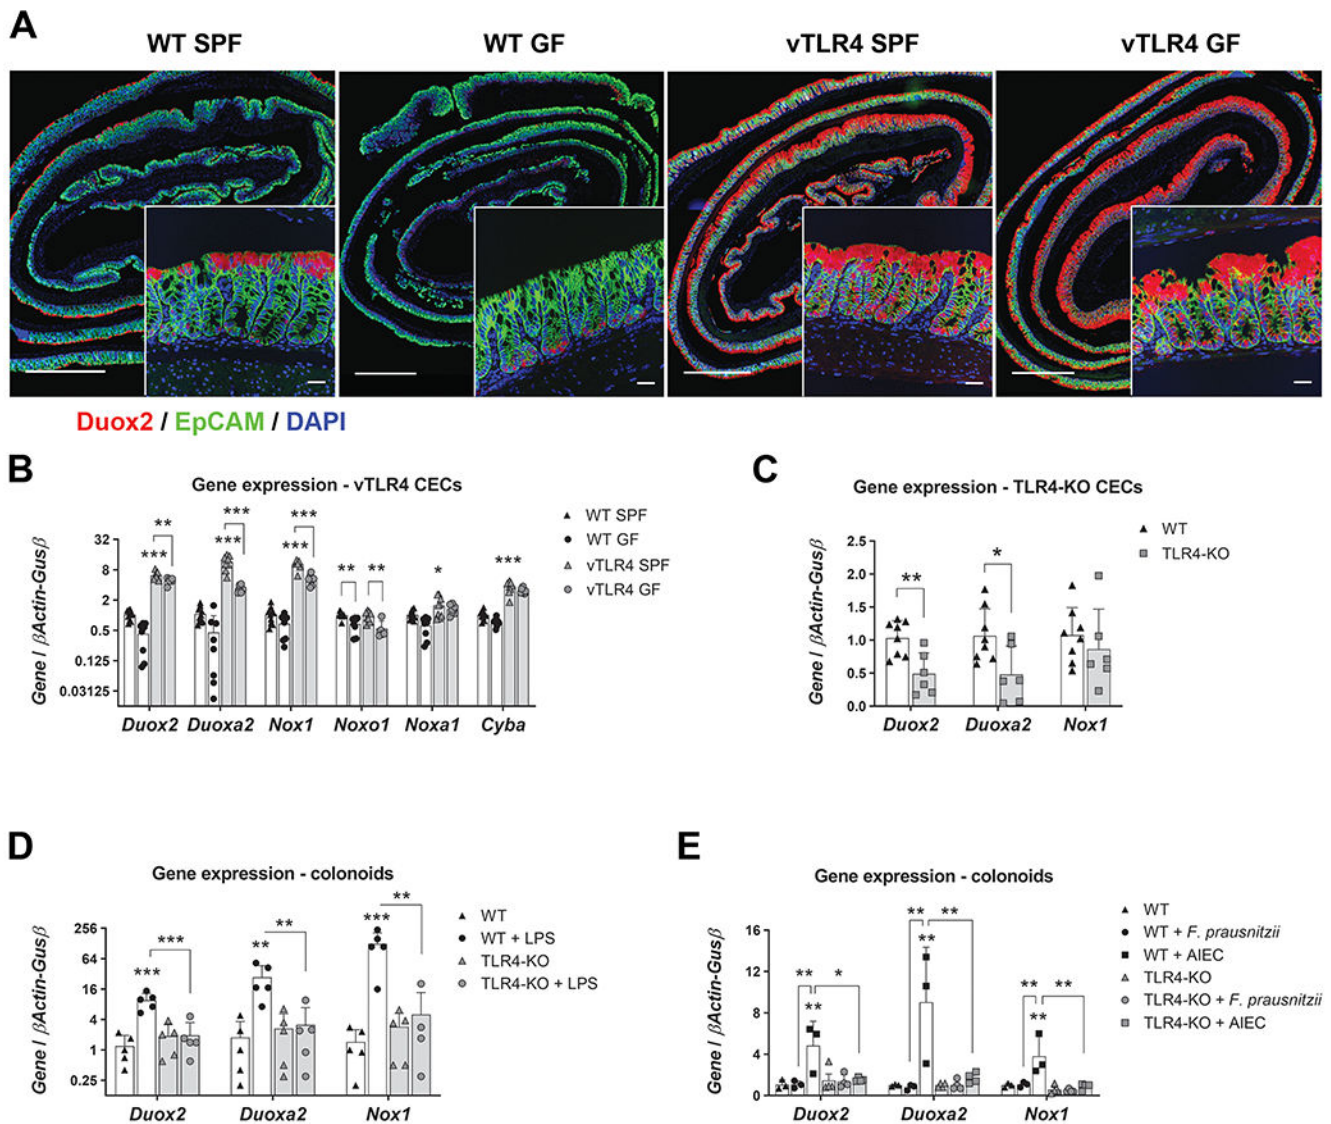 A
WT SPF
WT GF
vTLR4 SPF
vTLR4 GF
Duox2 / EpCAM / DAPI
B
Gene expression - vTLR4 CECs
Gene / βActin-Gusβ
32
8
2
0.5
0.125
0.03125
** *** *** *** *** *** ** ** * ***
Duox2 Duoxa2 Nox1 Noxo1 Noxa1 Cyba
WT SPF
WT GF
vTLR4 SPF
vTLR4 GF
C
Gene expression - TLR4-KO CECs
Gene / βActin-Gusβ
2.5
2.0
1.5
1.0
0.5
0.0
** *
Duox2 Duoxa2 Nox1
WT
TLR4-KO
D
Gene expression - colonoids
Gene / βActin-Gusβ
256
64
16
4
1
0.25
*** *** ** ** *** **
Duox2 Duoxa2 Nox1
WT
WT + LPS
TLR4-KO
TLR4-KO + LPS
E
Gene expression - colonoids
Gene / βActin-Gusβ
16
12
8
4
0
** ** * ** ** ** ** ** **
Duox2 Duoxa2 Nox1
WT
WT + F. prausnitzii
WT + AIEC
TLR4-KO
TLR4-KO + F. prausnitzii
TLR4-KO + AIEC